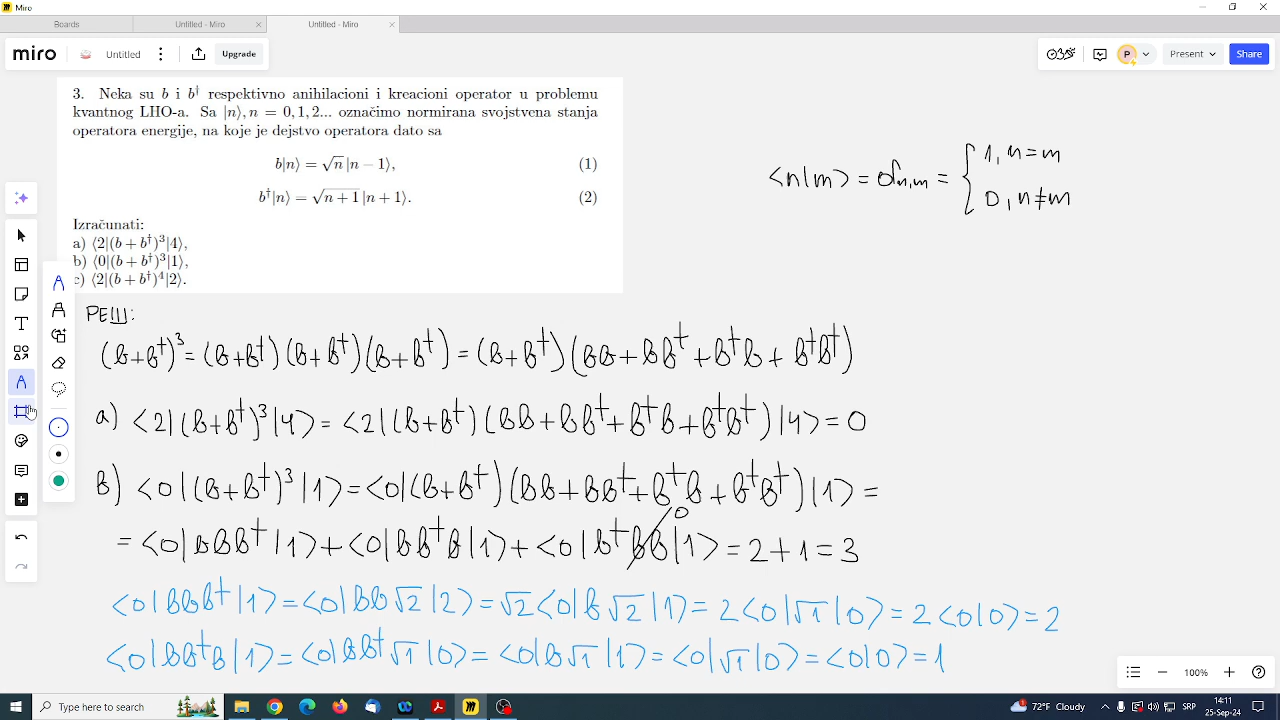 Miro
Boards
Untitled - Miro
Untitled - Miro
miro Untitled Upgrade
P Present Share
3. Neka su b i b† respektivno anihilacioni i kreacioni operator u problemu
kvantnog LHO-a. Sa |n⟩, n = 0, 1, 2... označimo normirana svojstvena stanja
operatora energije, na koje je dejstvo operatora dato sa
b|n⟩ = √n |n − 1⟩, (1)
b†|n⟩ = √(n+1) |n + 1⟩. (2)
Izračunati:
a) ⟨2|(b + b†)³|4⟩,
b) ⟨0|(b + b†)³|1⟩,
c) ⟨2|(b + b†)⁴|2⟩.
<n|m> = δn,m = { 1, n=m
0, n≠m
РЕШ:
(b+b†)³ = (b+b†)(b+b†)(b+b†) = (b+b†)(bb+bb†+b†b+b†b†)
а) <2|(b+b†)³|4> = <2|(b+b†)(bb+bb†+b†b+b†b†)|4> = 0
в) <0|(b+b†)³|1> = <0|(b+b†)(bb+bb†+b†b+b†b†)|1> =
= <0|bbb†|1> + <0|bb†b|1> + <0|b†bb|1> 0 = 2+1 = 3
<0|bbb†|1> = <0|bb√2|2> = √2<0|b√2|1> = 2<0|√1|0> = 2<0|0> = 2
<0|bb†b|1> = <0|bb†√1|0> = <0|b√1|1> = <0|√1|0> = <0|0> = 1
100%
Type here to search
72°F Cloudy
SRP
14:11
25-Sep-24